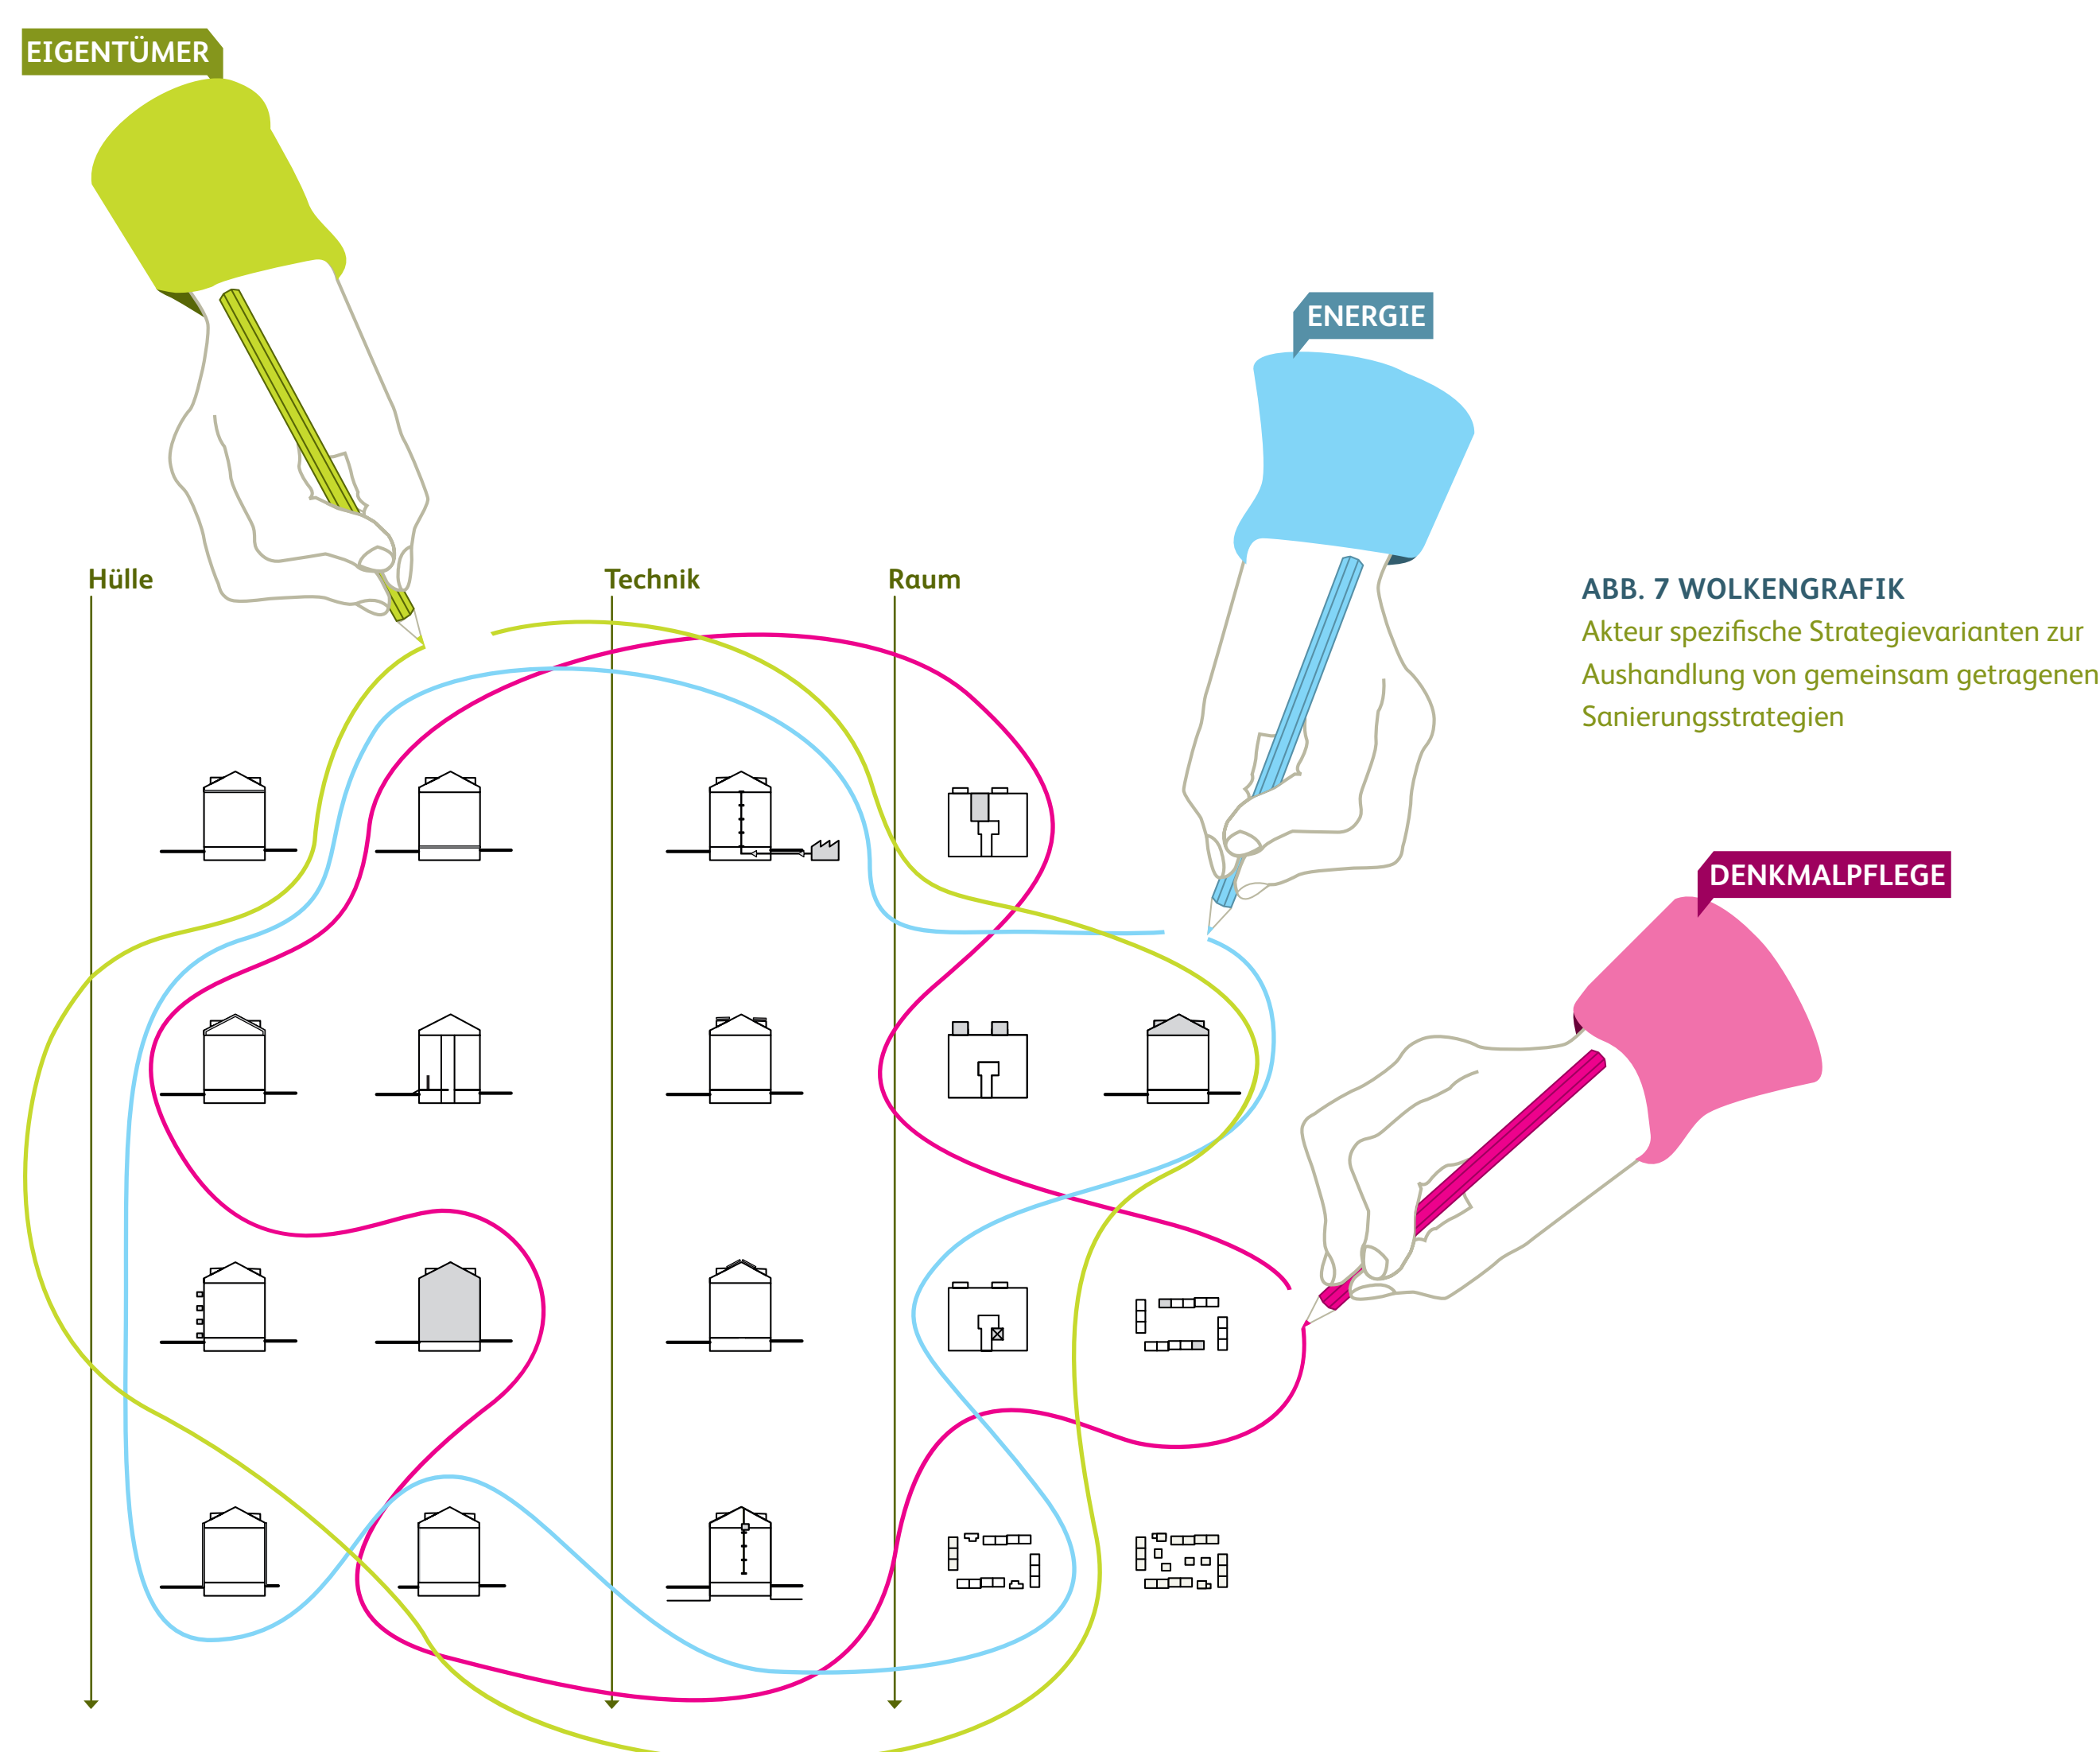 EIGENTÜMER
ENERGIE
Hülle
Technik
Raum
ABB. 7 WOLKENGRAFIK
Akteur spezifische Strategievarianten zur
Aushandlung von gemeinsam getragenen
Sanierungsstrategien
DENKMALPFLEGE